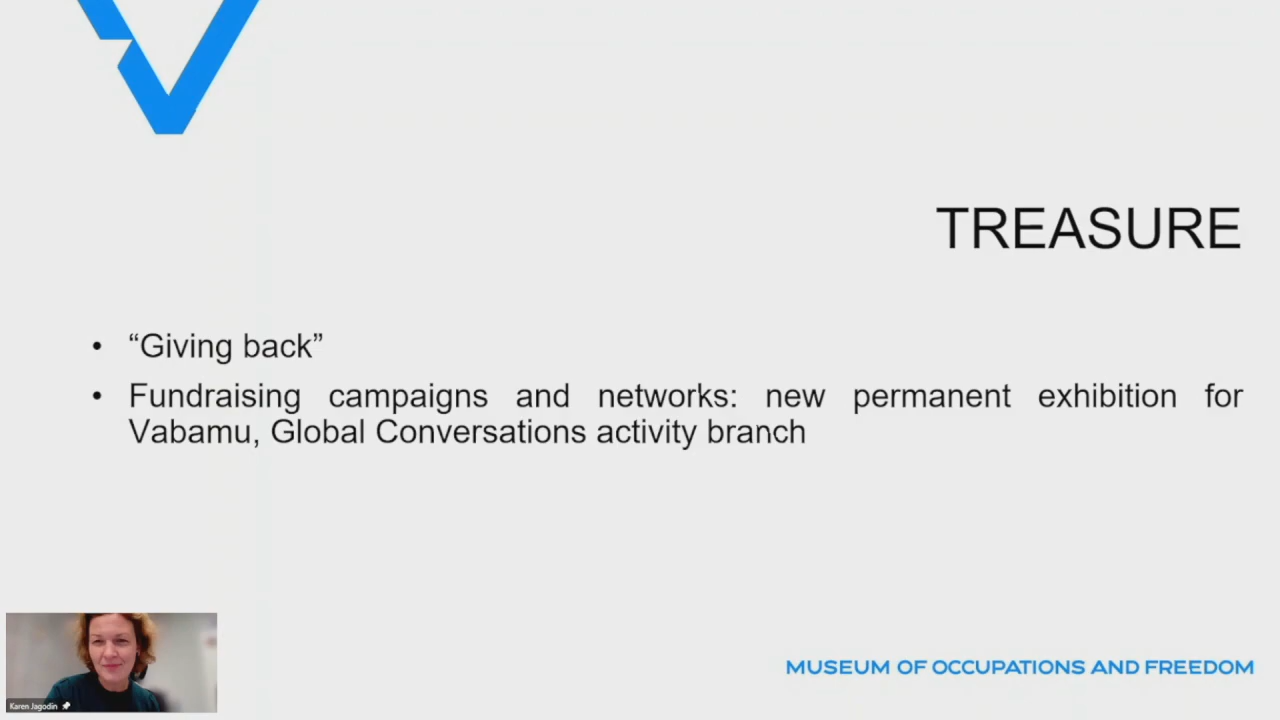 TREASURE
• “Giving back”
• Fundraising campaigns and networks: new permanent exhibition for
Vabamu, Global Conversations activity branch
Karen Jagodin
MUSEUM OF OCCUPATIONS AND FREEDOM